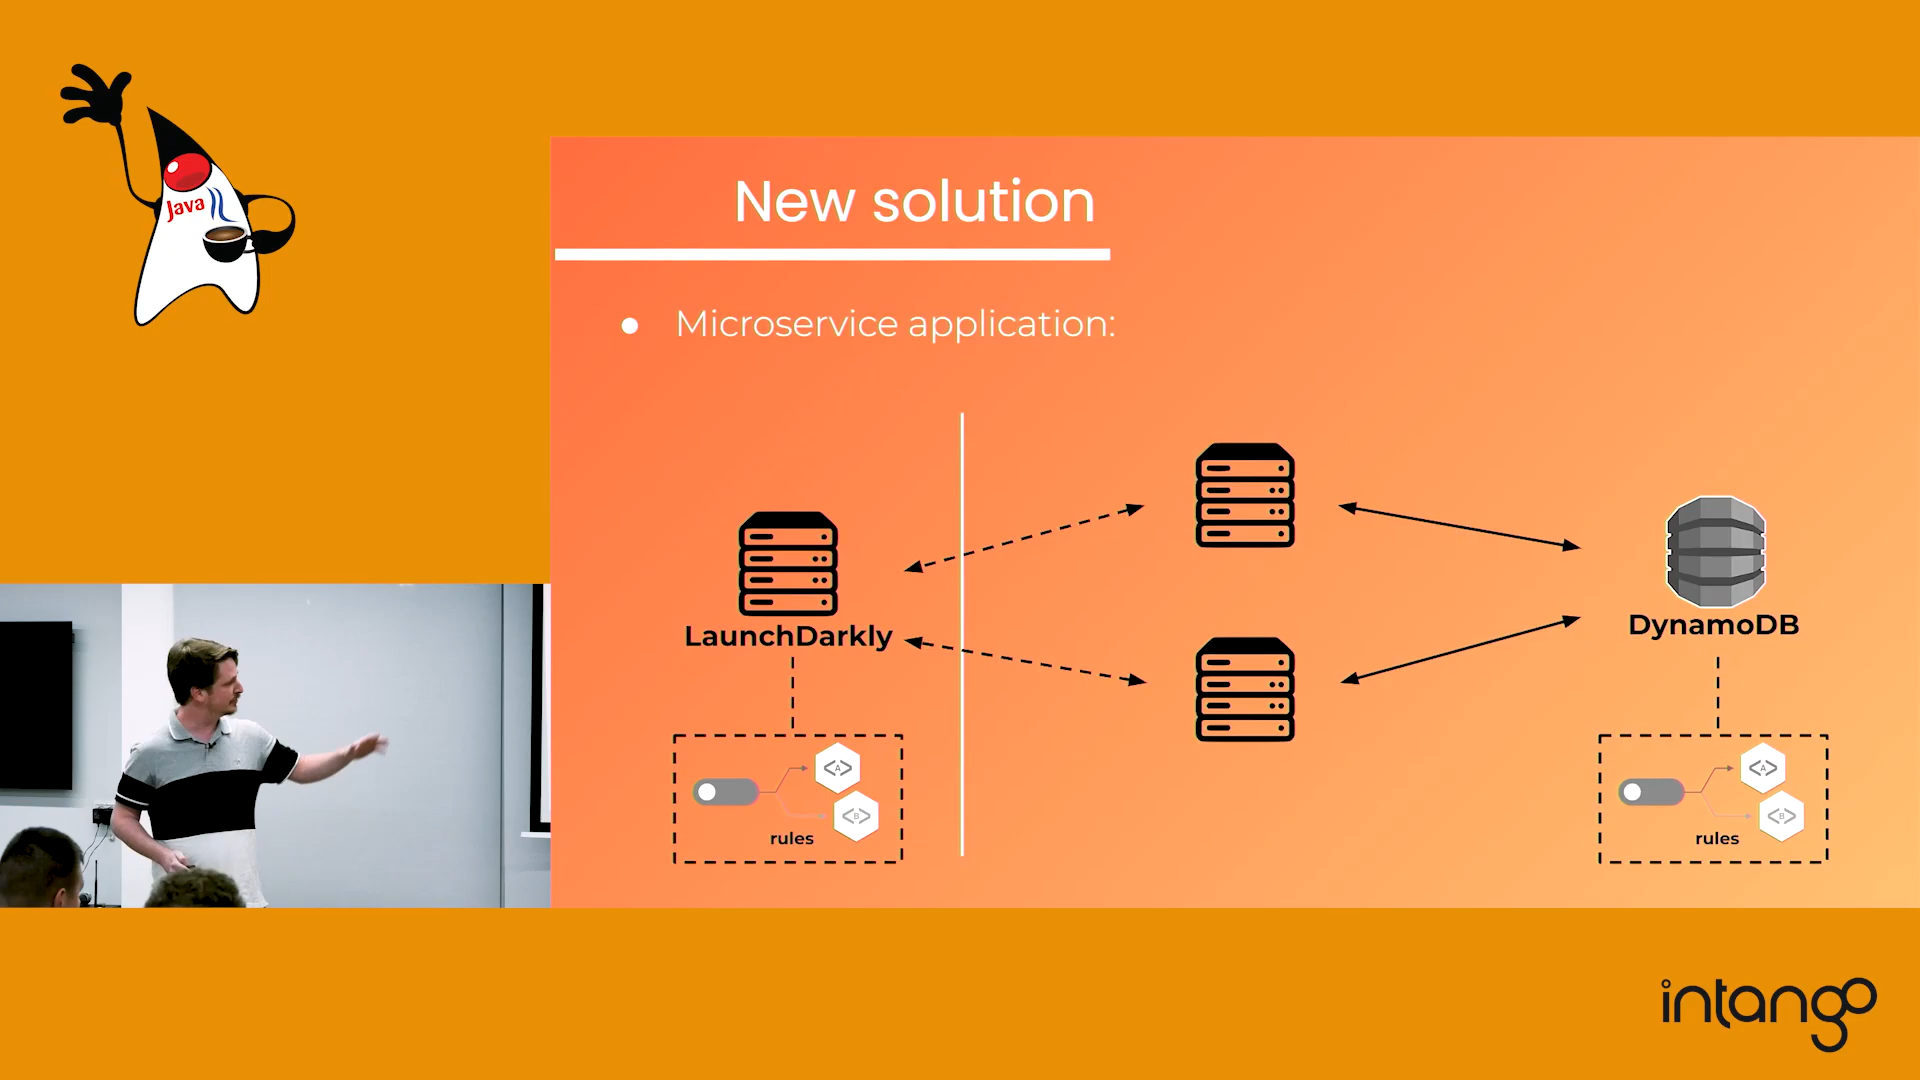 Java
New solution
Microservice application:
LaunchDarkly
DynamoDB
<A>
<B>
rules
<A>
<B>
rules
intango